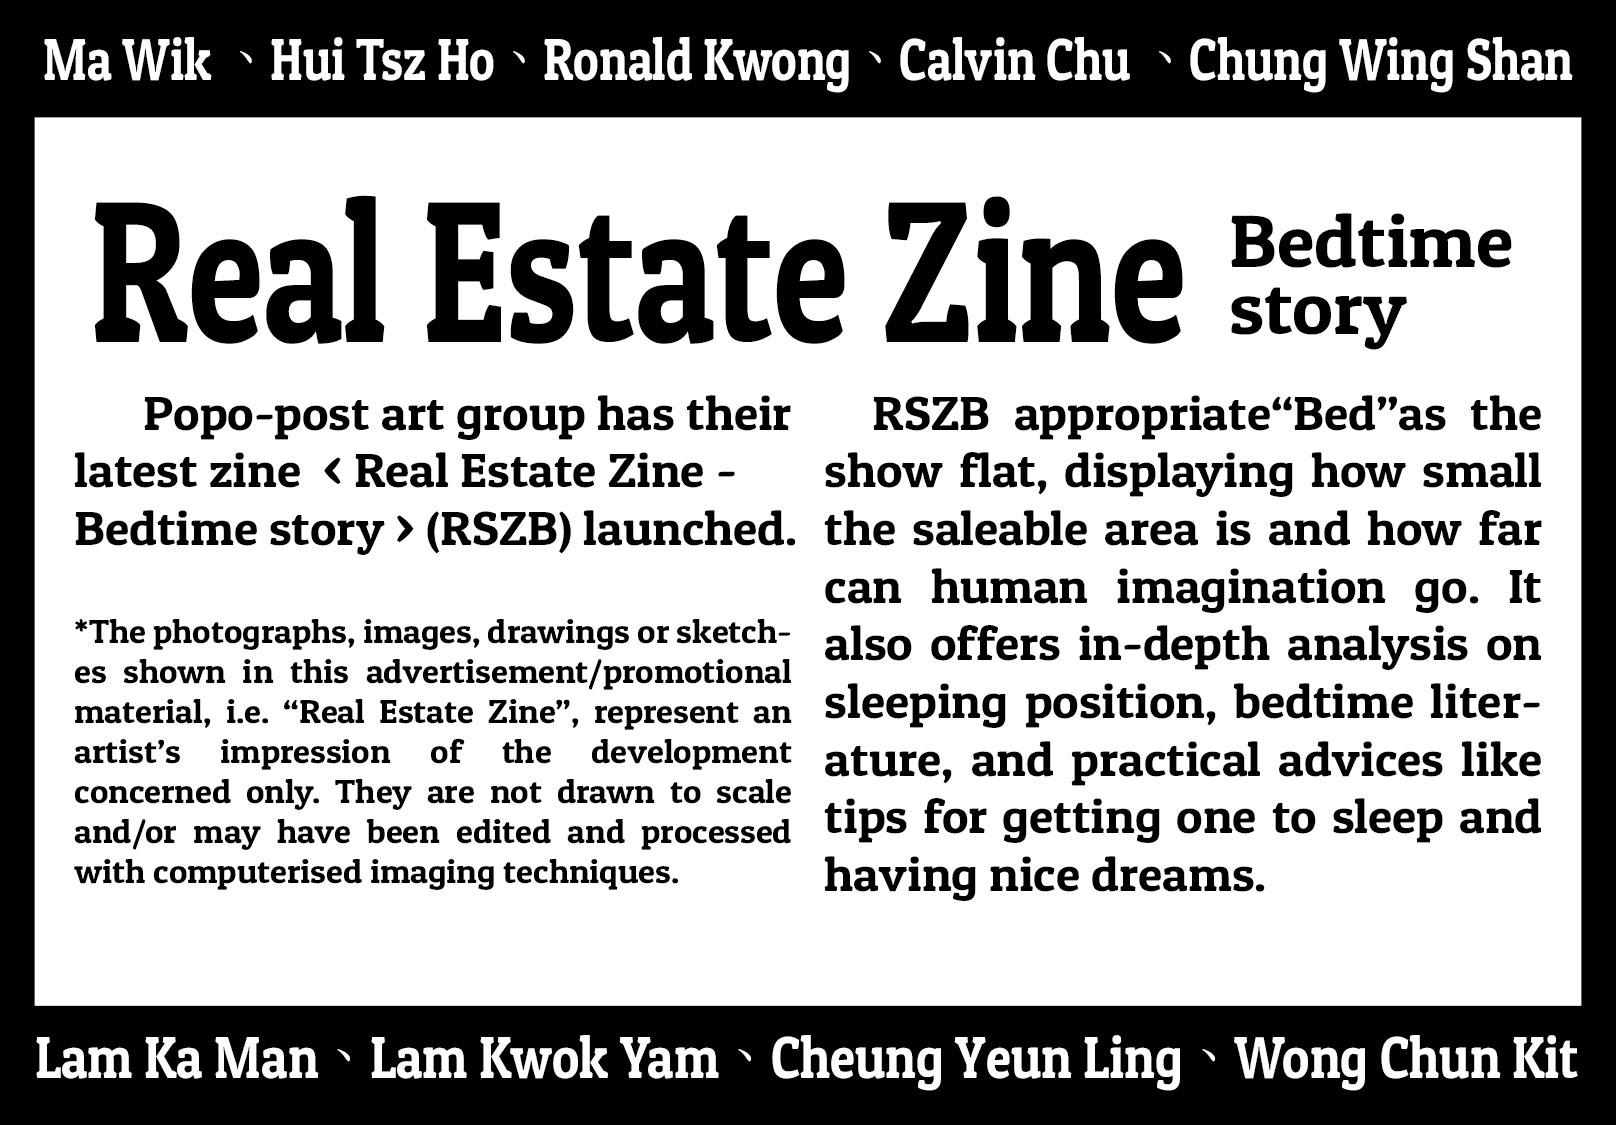 Ma Wik 、Hui Tsz Ho、Ronald Kwong、Calvin Chu 、Chung Wing Shan
Real Estate Zine
Bedtime
story
Popo-post art group has their
latest zine ‹ Real Estate Zine -
Bedtime story › (RSZB) launched.
*The photographs, images, drawings or sketch-
es shown in this advertisement/promotional
material, i.e. “Real Estate Zine”, represent an
artist’s impression of the development
concerned only. They are not drawn to scale
and/or may have been edited and processed
with computerised imaging techniques.
RSZB appropriate“Bed”as the
show flat, displaying how small
the saleable area is and how far
can human imagination go. It
also offers in-depth analysis on
sleeping position, bedtime liter-
ature, and practical advices like
tips for getting one to sleep and
having nice dreams.
Lam Ka Man、Lam Kwok Yam、Cheung Yeun Ling、Wong Chun Kit